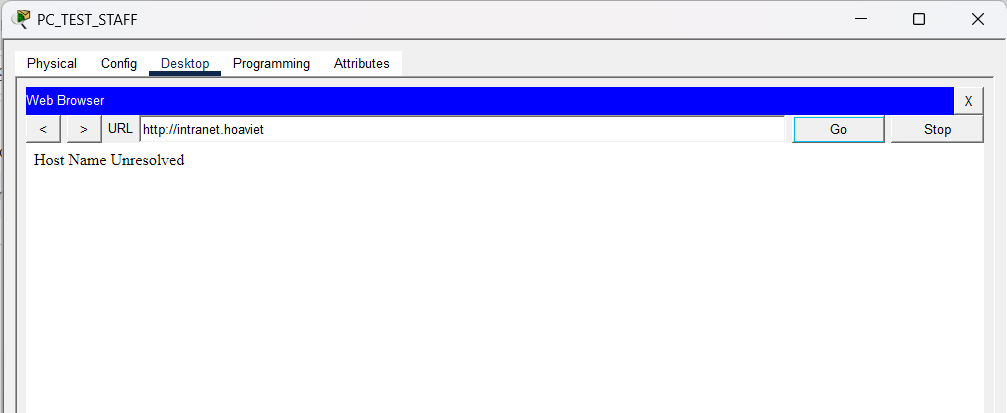 PC_TEST_STAFF
Physical Config Desktop Programming Attributes
Web Browser X
< > URL http://intranet.hoaviet Go Stop
Host Name Unresolved